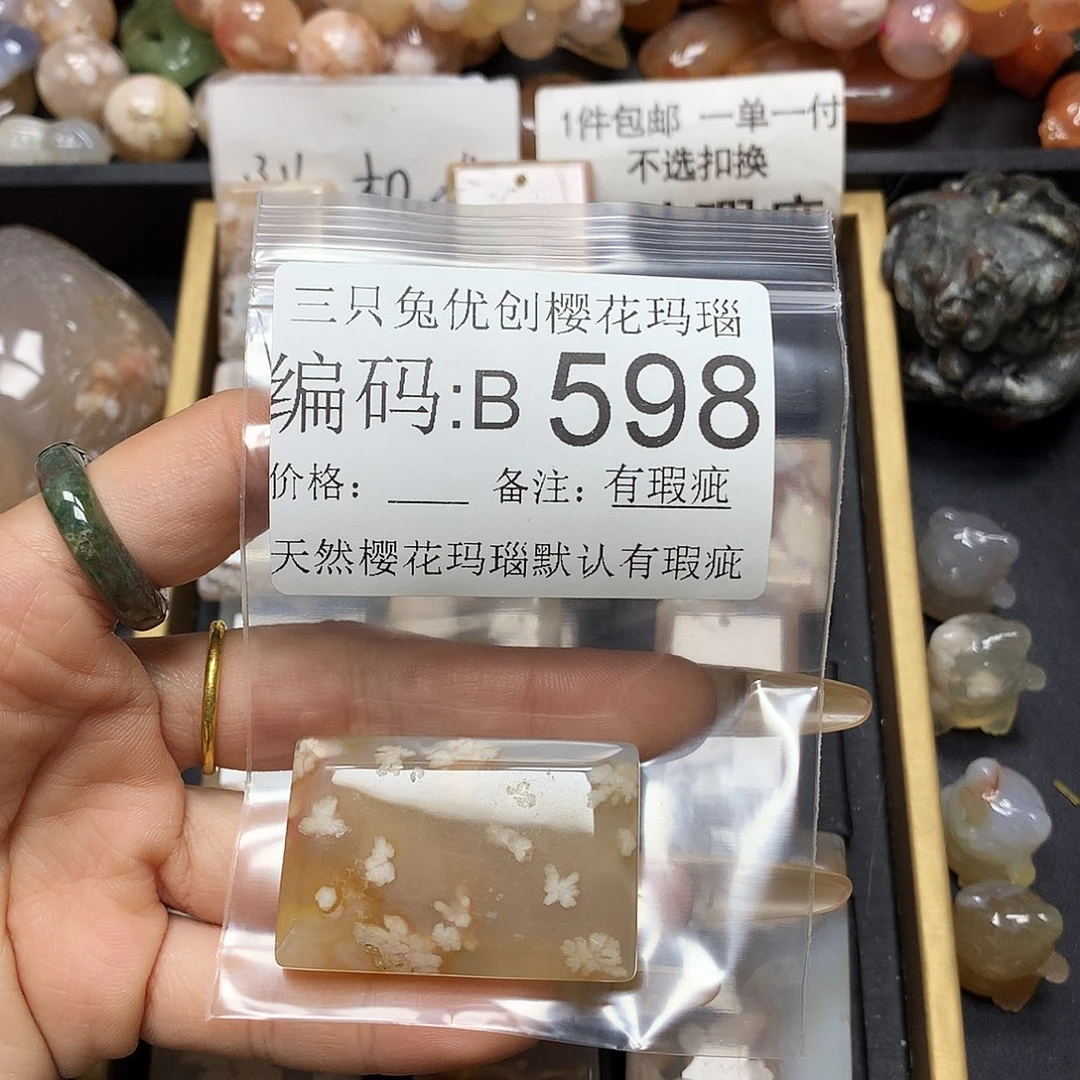 1件包邮 一单一付
不选扣换
三只兔优创樱花玛瑙
编码:B 598
价格：____ 备注：有瑕疵
天然樱花玛瑙默认有瑕疵